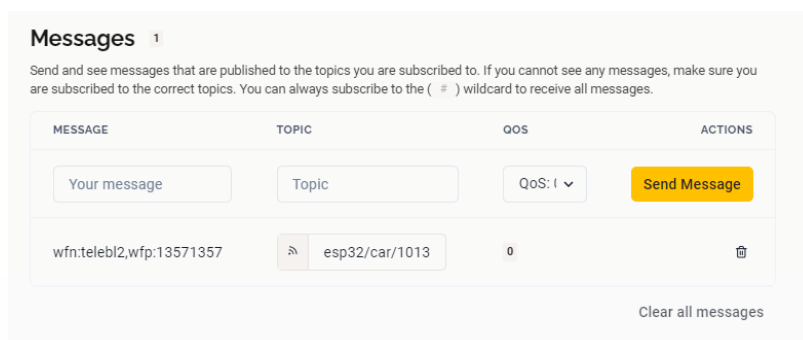 Messages 1
Send and see messages that are published to the topics you are subscribed to. If you cannot see any messages, make sure you
are subscribed to the correct topics. You can always subscribe to the ( # ) wildcard to receive all messages.
MESSAGE TOPIC QOS ACTIONS
Your message Topic QoS: ( Send Message
wfn:telebl2,wfp:13571357 esp32/car/1013 0
Clear all messages